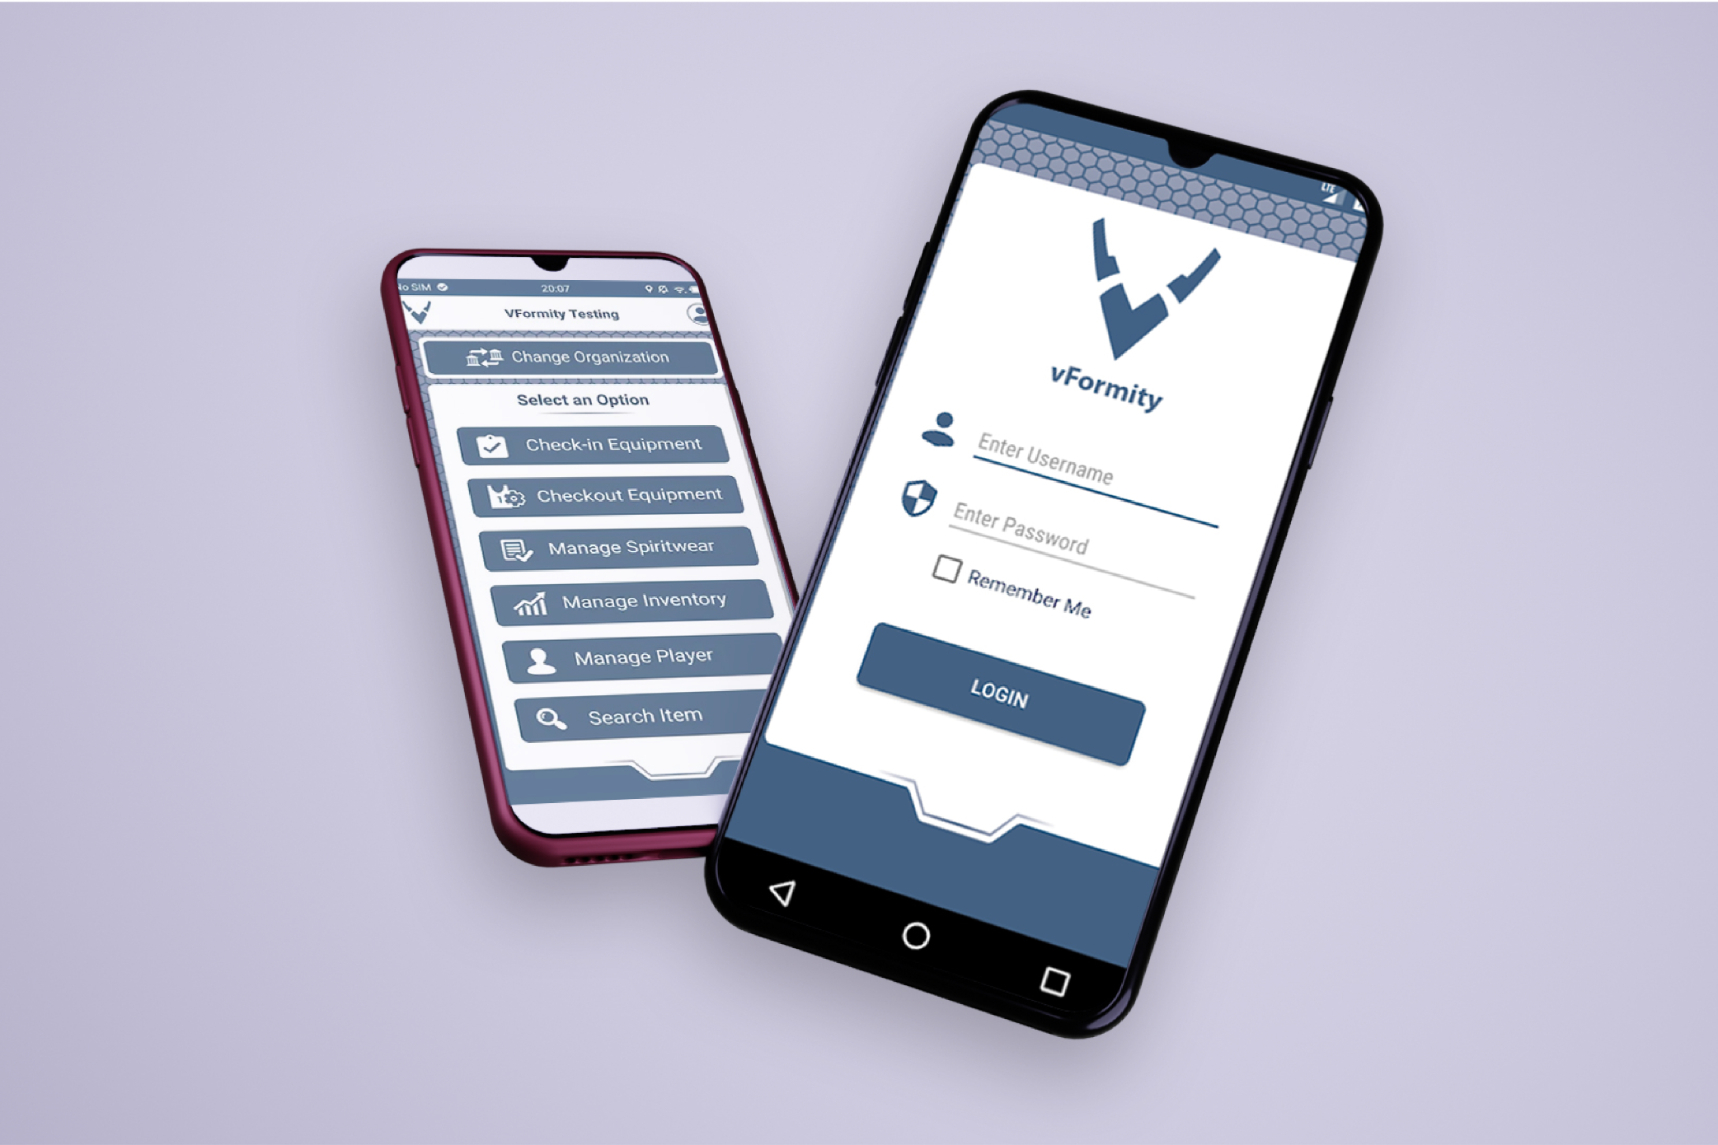 No SIM
20:07
VFormity Testing
Change Organization
Select an Option
Check-in Equipment
Checkout Equipment
Manage Spiritwear
Manage Inventory
Manage Player
Search Item
LTE
vFormity
Enter Username
Enter Password
Remember Me
LOGIN